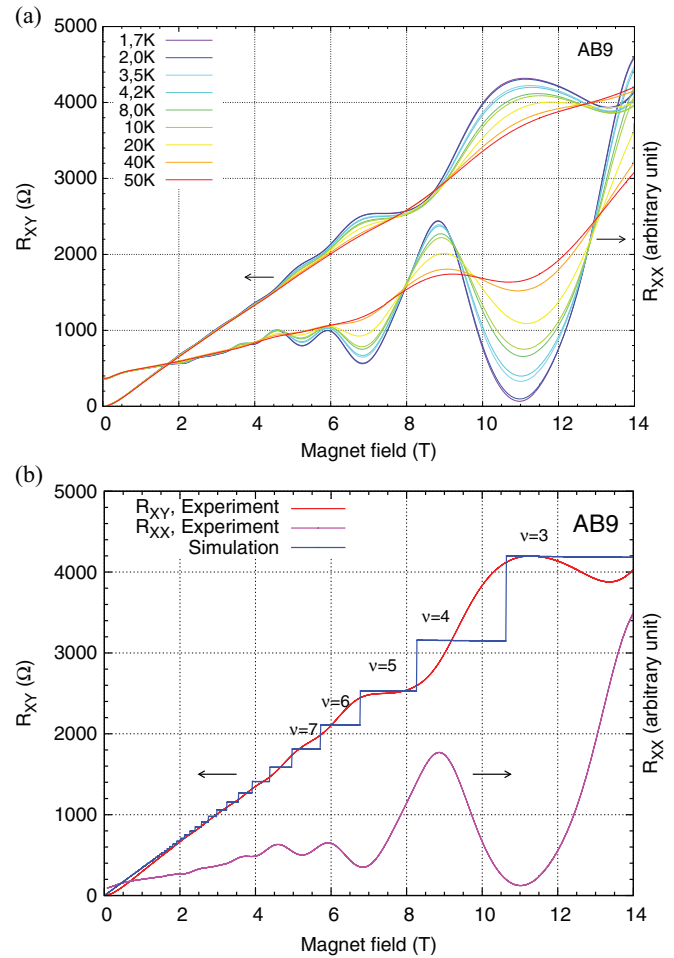 (a)
AB9
1,7K
2,0K
3,5K
4,2K
8,0K
10K
20K
40K
50K
5000
4000
3000
2000
1000
0
R_XY (Ω)
R_XX (arbitrary unit)
0 2 4 6 8 10 12 14
Magnet field (T)
(b)
AB9
R_XY, Experiment
R_XX, Experiment
Simulation
ν=3
ν=4
ν=5
ν=6
ν=7
5000
4000
3000
2000
1000
0
R_XY (Ω)
R_XX (arbitrary unit)
0 2 4 6 8 10 12 14
Magnet field (T)